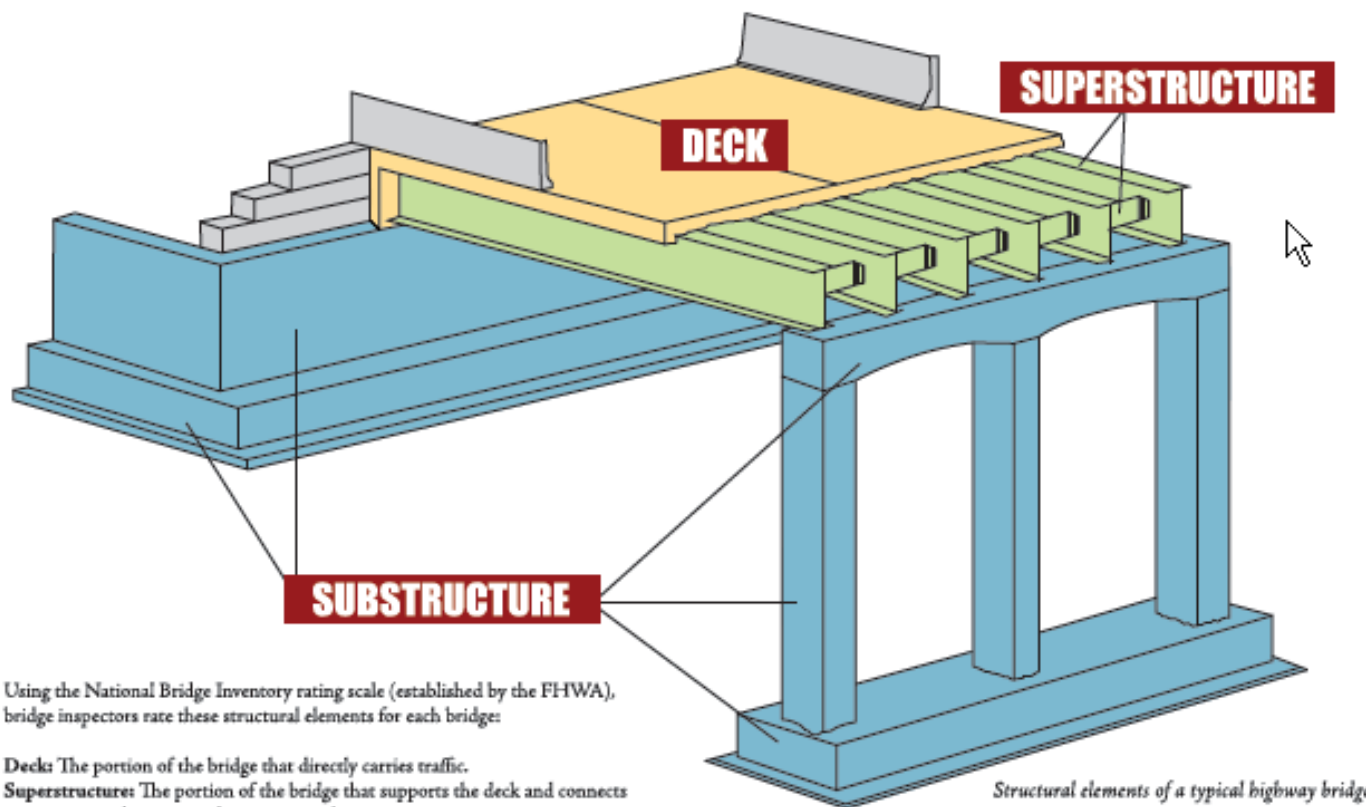 SUPERSTRUCTURE
DECK
SUBSTRUCTURE
Using the National Bridge Inventory rating scale (established by the FHWA),
bridge inspectors rate these structural elements for each bridge:
Deck: The portion of the bridge that directly carries traffic.
Superstructure: The portion of the bridge that supports the deck and connects
Structural elements of a typical highway bridge